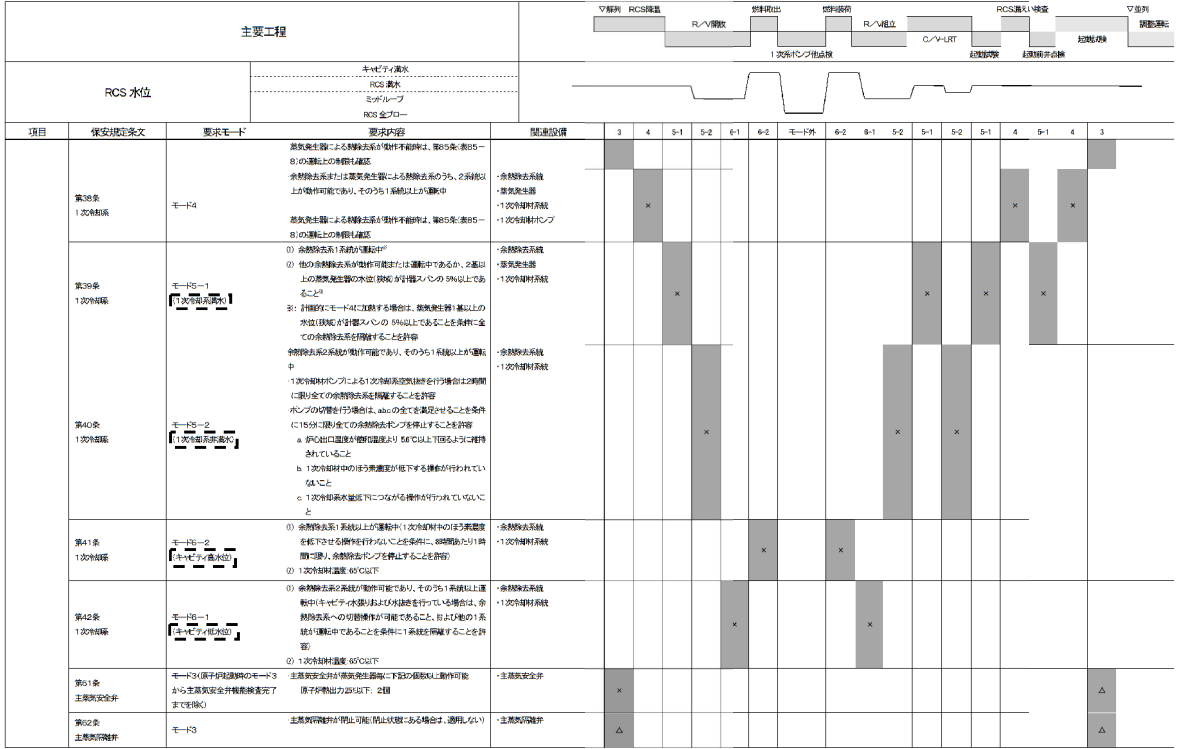 主要工程
▽解列 RCS降温 燃料取出 燃料装荷 RCS漏えい検査 ▽並列
R/V開放 R/V組立 調整運転
C/V-LRT 起動試験
1次系ポンプ他点検 起動試験 起動前弁点検
RCS 水位
キャビティ満水
RCS 満水
ミッドループ
RCS 全ブロー
項目 保安規定条文 要求モード 要求内容 関連設備 3 4 5-1 5-2 6-1 6-2 モード外 6-2 6-1 5-2 5-1 5-2 5-1 4 5-1 4 3
蒸気発生器による熱除去系が動作不能時は、第85条(表85-
8)の運転上の制限も確認
第38条
1次冷却系
モード4
・余熱除去系または蒸気発生器による熱除去系のうち、2系統以
上が動作可能であり、そのうち1系統以上が運転中
蒸気発生器による熱除去系が動作不能時は、第85条(表85-
8)の運転上の制限も確認
・余熱除去系統
・蒸気発生器
・1次冷却材系統
・1次冷却材ポンプ
× × ×
第39条
1次冷却系
モード5-1
(1次冷却系満水)
(1) 余熱除去系1系統が運転中※
(2) 他の余熱除去系が動作可能または運転中であるか、2基以
上の蒸気発生器の水位(狭域)が計器スパンの 5%以上であ
ること※
※: 計画的にモード4に加熱する場合は、蒸気発生器1基以上の
水位(狭域)が計器スパンの 5%以上であることを条件に全
ての余熱除去系を隔離することを許容
・余熱除去系統
・蒸気発生器
・1次冷却材系統
× × × ×
第40条
1次冷却系
モード5-2
(1次冷却系非満水)
余熱除去系2系統が動作可能であり、そのうち1系統以上が運転
中
・1次冷却材ポンプによる1次冷却系空気抜きを行う場合は2時間
に限り全ての余熱除去系を隔離することを許容
・ポンプの切替を行う場合は、a.b.c.の全てを満足させることを条件
に15分に限り全ての余熱除去ポンプを停止することを許容
a. 炉心出口温度が飽和温度より 5.6℃以上下回るように維持
されていること
b. 1次冷却材中のほう素濃度が低下する操作が行われてい
ないこと
c. 1次冷却系水量低下につながる操作が行われていないこ
と
・余熱除去系統
・1次冷却材系統
× × ×
第41条
1次冷却系
モード6-2
(キャビティ高水位)
(1) 余熱除去系1系統以上が運転中(1次冷却材中のほう素濃度
を低下させる操作を行わないことを条件に、8時間あたり1時
間に限り、余熱除去ポンプを停止することを許容)
(2) 1次冷却材温度:65℃以下
・余熱除去系統
・1次冷却材系統
× ×
第42条
1次冷却系
モード6-1
(キャビティ低水位)
(1) 余熱除去系2系統が動作可能であり、そのうち1系統以上運
転中(キャビティ水張りおよび水抜きを行っている場合は、余
熱除去系への切替操作が可能であること、および他の1系
統が運転中であることを条件に1系統を隔離することを許
容)
(2) 1次冷却材温度:65℃以下
・余熱除去系統
・1次冷却材系統
× ×
第51条
主蒸気安全弁
モード3(原子炉起動時のモード3
から主蒸気安全弁機能検査完了
までを除く)
・主蒸気安全弁が蒸気発生器毎に下記の個数以上動作可能
原子炉熱出力25%以下: 2個
・主蒸気安全弁
× △
第52条
主蒸気隔離弁
モード3
・主蒸気隔離弁が閉止可能(閉止状態にある場合は、適用しない)
・主蒸気隔離弁
△ △